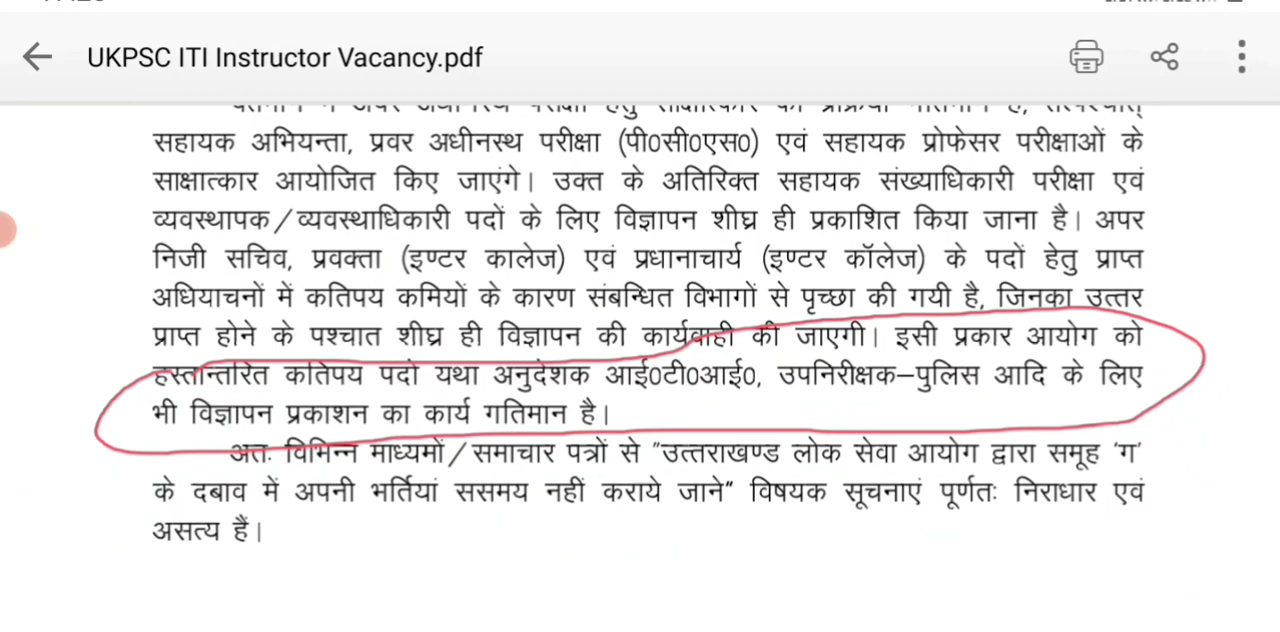 UKPSC ITI Instructor Vacancy.pdf
सहायक अभियन्ता, प्रवर अधीनस्थ परीक्षा (पी0सी0एस0) एवं सहायक प्रोफेसर परीक्षाओं के
साक्षात्कार आयोजित किए जाएंगे। उक्त के अतिरिक्त सहायक संख्याधिकारी परीक्षा एवं
व्यवस्थापक/व्यवस्थाधिकारी पदों के लिए विज्ञापन शीघ्र ही प्रकाशित किया जाना है। अपर
निजी सचिव, प्रवक्ता (इण्टर कालेज) एवं प्रधानाचार्य (इण्टर कॉलेज) के पदों हेतु प्राप्त
अधियाचनों में कतिपय कमियों के कारण संबन्धित विभागों से पृच्छा की गयी है, जिनका उत्तर
प्राप्त होने के पश्चात शीघ्र ही विज्ञापन की कार्यवाही की जाएगी। इसी प्रकार आयोग को
हस्तान्तरित कतिपय पदो यथा अनुदेशक आई0टी0आई0, उपनिरीक्षक–पुलिस आदि के लिए
भी विज्ञापन प्रकाशन का कार्य गतिमान है।
अतः विभिन्न माध्यमों/समाचार पत्रों से "उत्तराखण्ड लोक सेवा आयोग द्वारा समूह 'ग'
के दबाव में अपनी भर्तियां ससमय नहीं कराये जाने" विषयक सूचनाएं पूर्णतः निराधार एवं
असत्य हैं।